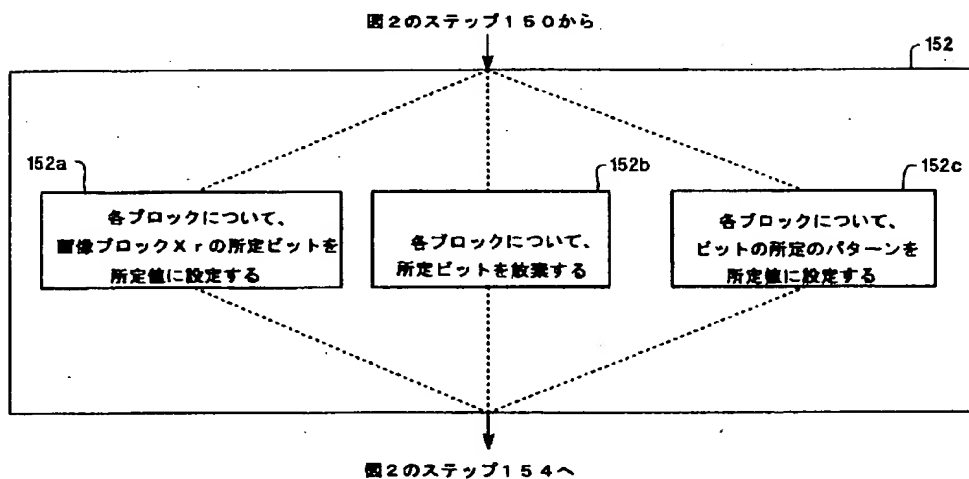 図2のステップ150から
152
152a
152b
152c
各ブロックについて、
画像ブロックXrの所定ビットを
所定値に設定する
各ブロックについて、
所定ビットを放棄する
各ブロックについて、
ビットの所定のパターンを
所定値に設定する
図2のステップ154へ